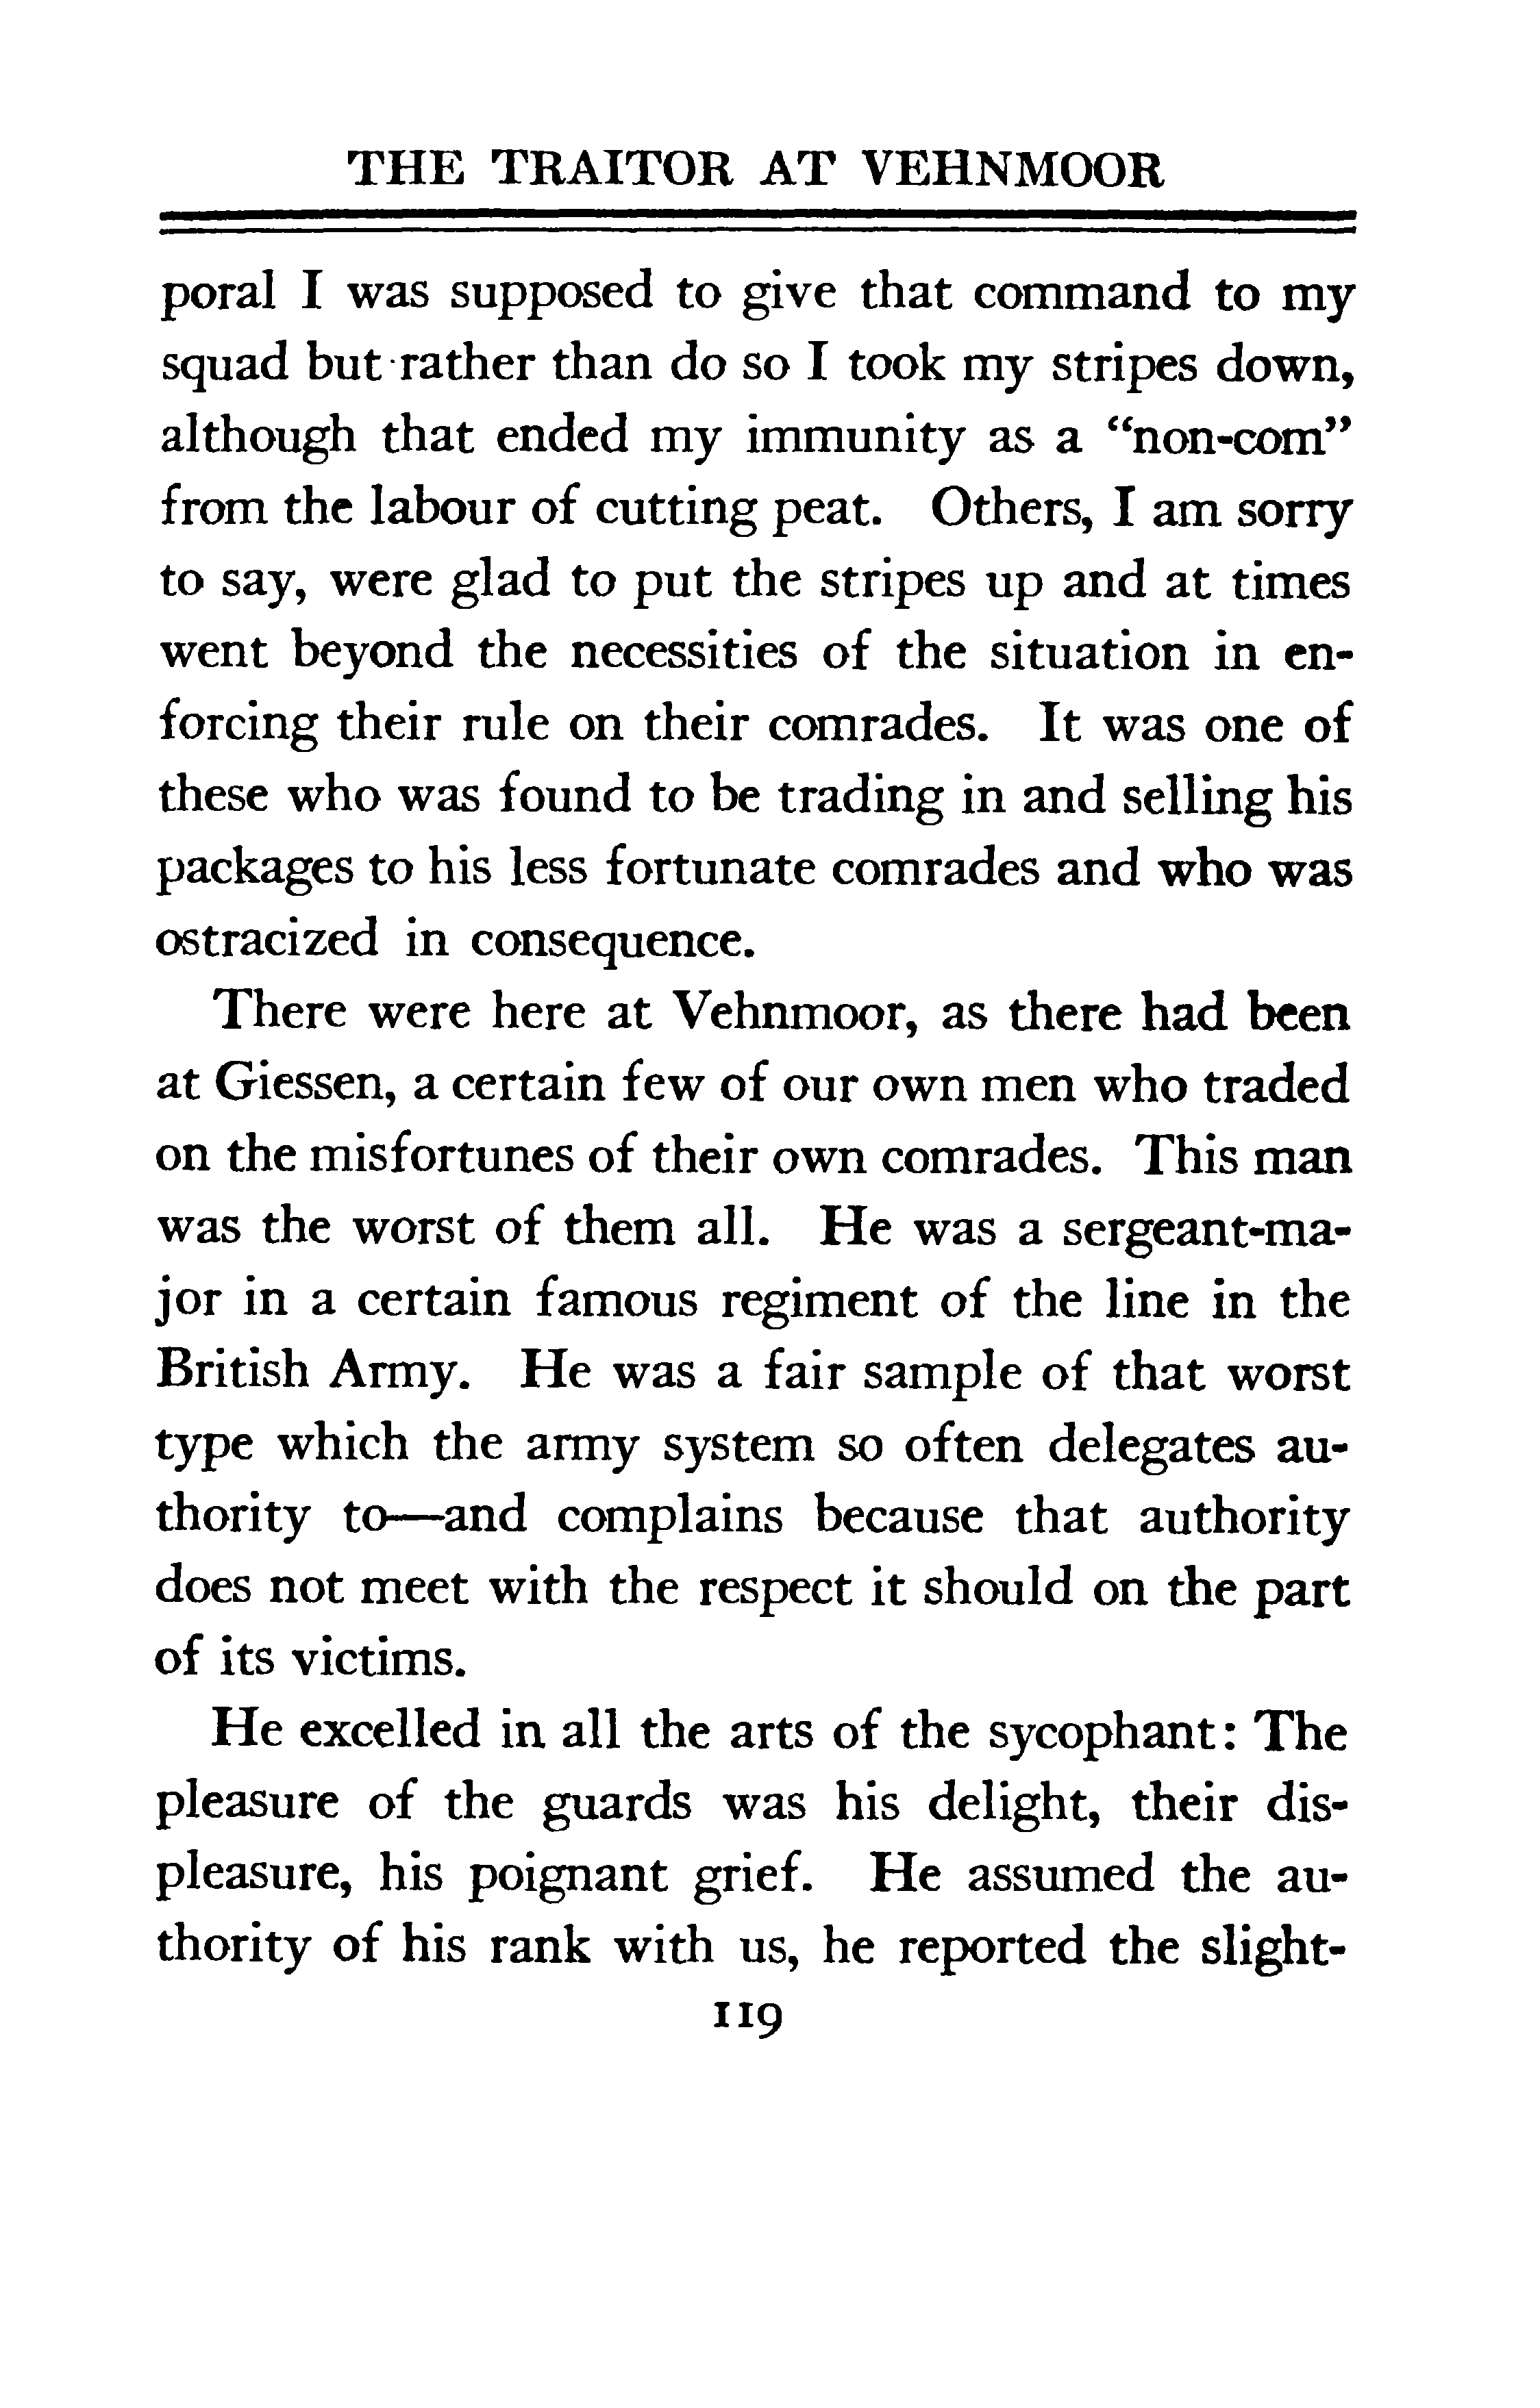 THE TRAITOR AT VEHNMOOR
poral I was supposed to give that command to my
squad but rather than do so I took my stripes down,
although that ended my immunity as a “non-com”
from the labour of cutting peat. Others, I am sorry
to say, were glad to put the stripes up and at times
went beyond the necessities of the situation in en-
forcing their rule on their comrades. It was one of
these who was found to be trading in and selling his
packages to his less fortunate comrades and who was
ostracized in consequence.
There were here at Vehnmoor, as there had been
at Giessen, a certain few of our own men who traded
on the misfortunes of their own comrades. This man
was the worst of them all. He was a sergeant-ma-
jor in a certain famous regiment of the line in the
British Army. He was a fair sample of that worst
type which the army system so often delegates au-
thority to—and complains because that authority
does not meet with the respect it should on the part
of its victims.
He excelled in all the arts of the sycophant: The
pleasure of the guards was his delight, their dis-
pleasure, his poignant grief. He assumed the au-
thority of his rank with us, he reported the slight-
119